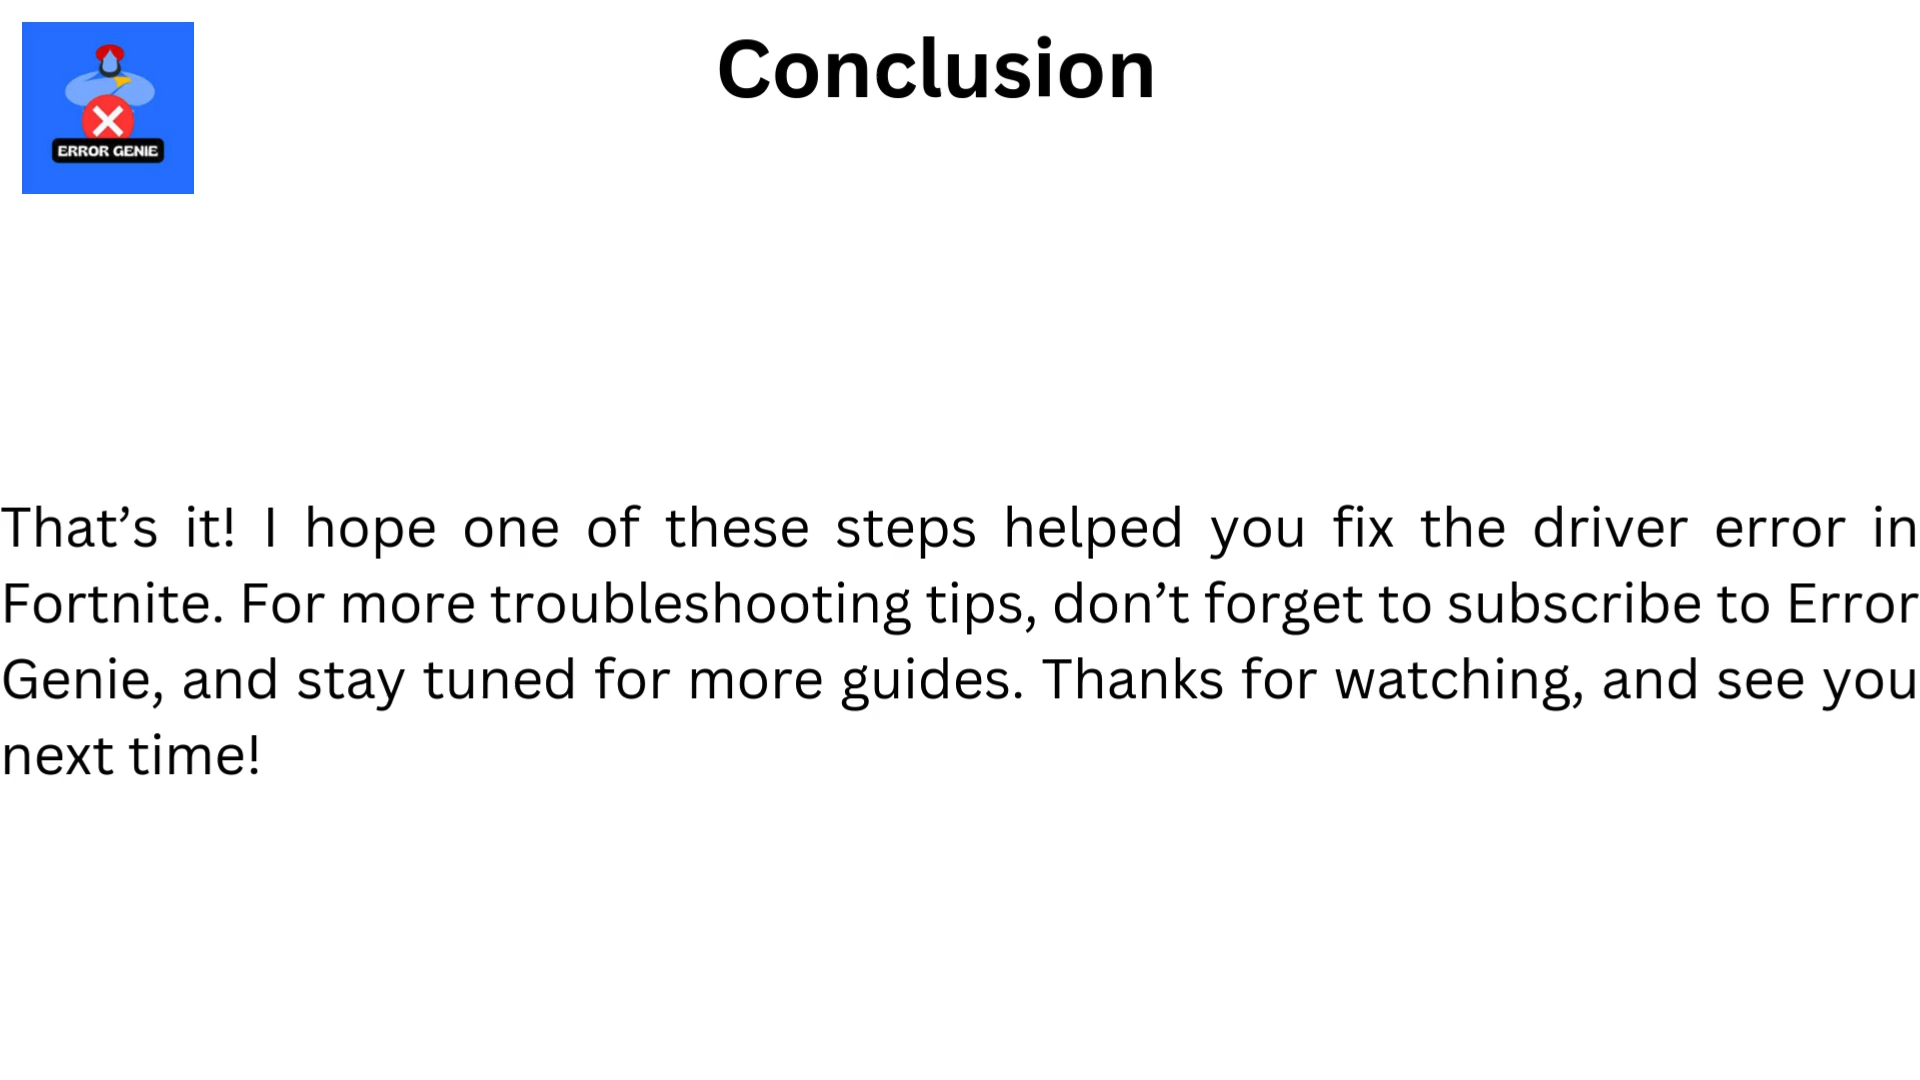 ERROR GENIE
Conclusion
That’s it! I hope one of these steps helped you fix the driver error in
Fortnite. For more troubleshooting tips, don’t forget to subscribe to Error
Genie, and stay tuned for more guides. Thanks for watching, and see you
next time!